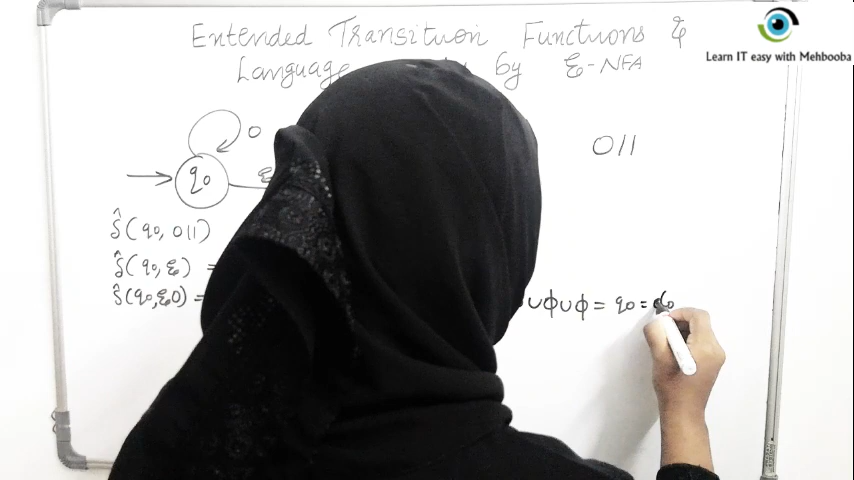 Extended Transition Functions &
Language by ε-NFA
Learn IT easy with Mehbooba
0
011
q0
ε
δ̂(q0, 011)
δ̂(q0, ε) =
δ̂(q0, ε0) = ∪ϕ∪ϕ = q0 =